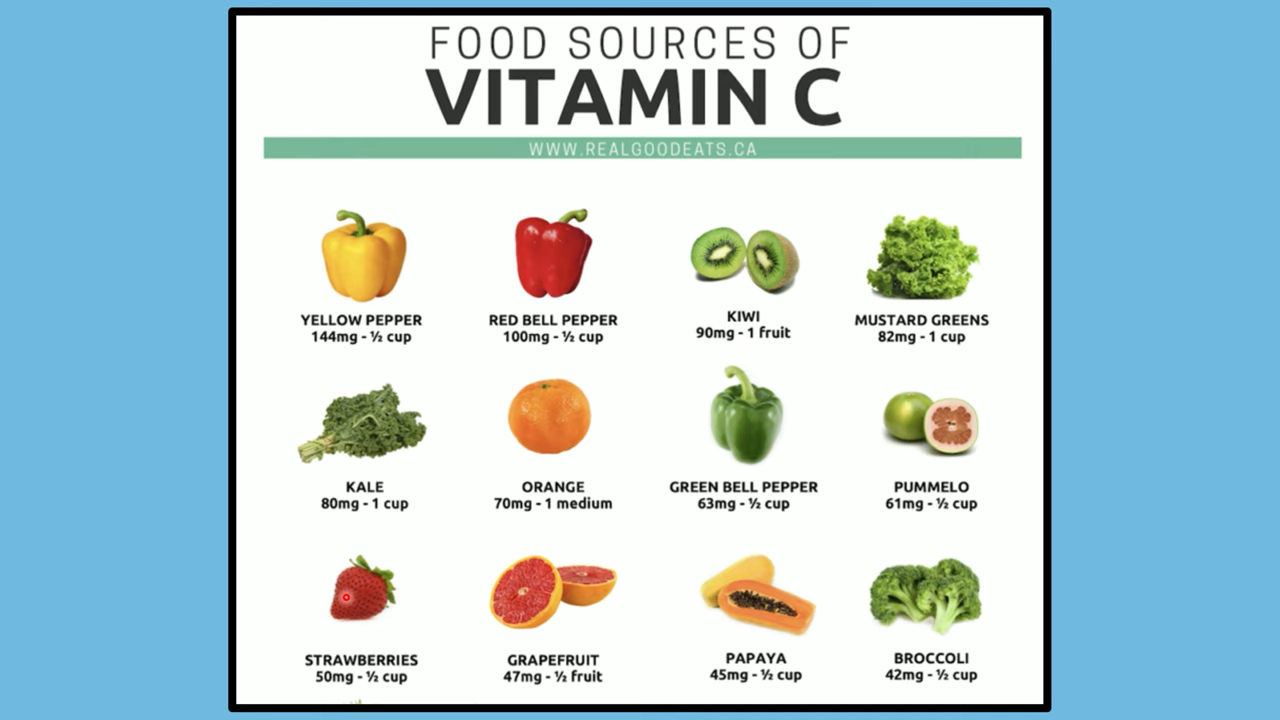 FOOD SOURCES OF
VITAMIN C
WWW.REALGOODEATS.CA
YELLOW PEPPER
144mg - ½ cup
RED BELL PEPPER
100mg - ½ cup
KIWI
90mg - 1 fruit
MUSTARD GREENS
82mg - 1 cup
KALE
80mg - 1 cup
ORANGE
70mg - 1 medium
GREEN BELL PEPPER
63mg - ½ cup
PUMMELO
61mg - ½ cup
STRAWBERRIES
50mg - ½ cup
GRAPEFRUIT
47mg - ½ fruit
PAPAYA
45mg - ½ cup
BROCCOLI
42mg - ½ cup